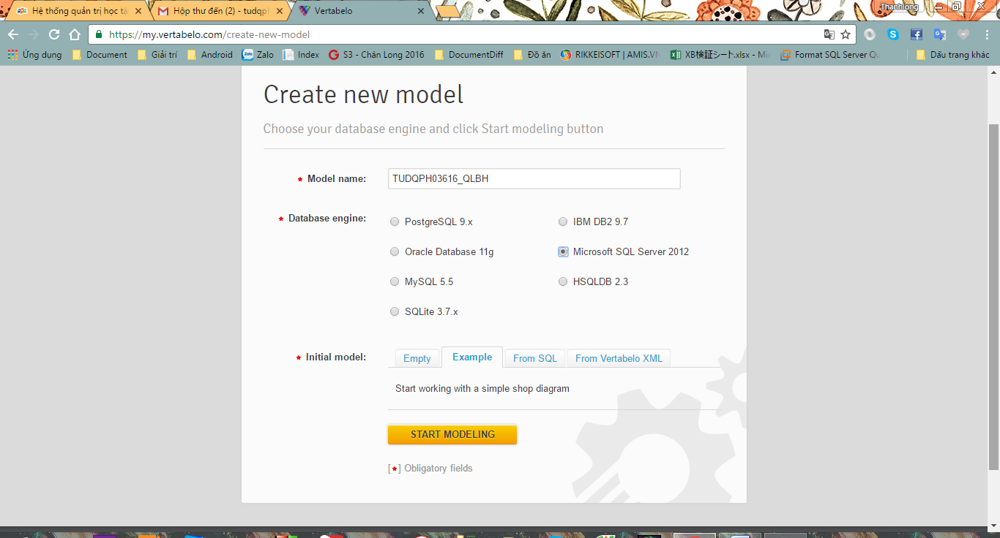 Hệ thống quản trị học tậ
Hộp thư đến (2) - tudqpl
Vertabelo
Thanhlong
https://my.vertabelo.com/create-new-model
Ứng dụng
Document
Giải trí
Android
Zalo
Index
S3 - Chân Long 2016
DocumentDiff
Đồ ăn
RIKKEISOFT | AMIS.VN
XB検証シート.xlsx - Mi
Format SQL Server Qu
Dấu trang khác
Create new model
Choose your database engine and click Start modeling button
Model name: TUDQPH03616_QLBH
Database engine:
PostgreSQL 9.x
IBM DB2 9.7
Oracle Database 11g
Microsoft SQL Server 2012
MySQL 5.5
HSQLDB 2.3
SQLite 3.7.x
Initial model:
Empty
Example
From SQL
From Vertabelo XML
Start working with a simple shop diagram
START MODELING
[★] Obligatory fields